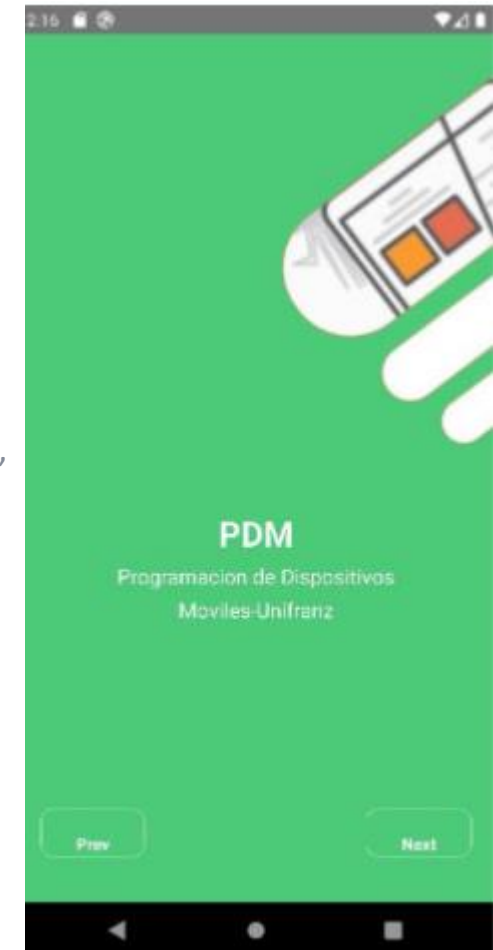 2:16
PDM
Programacion de Dispositivos
Moviles-Unifranz
Prev
Next